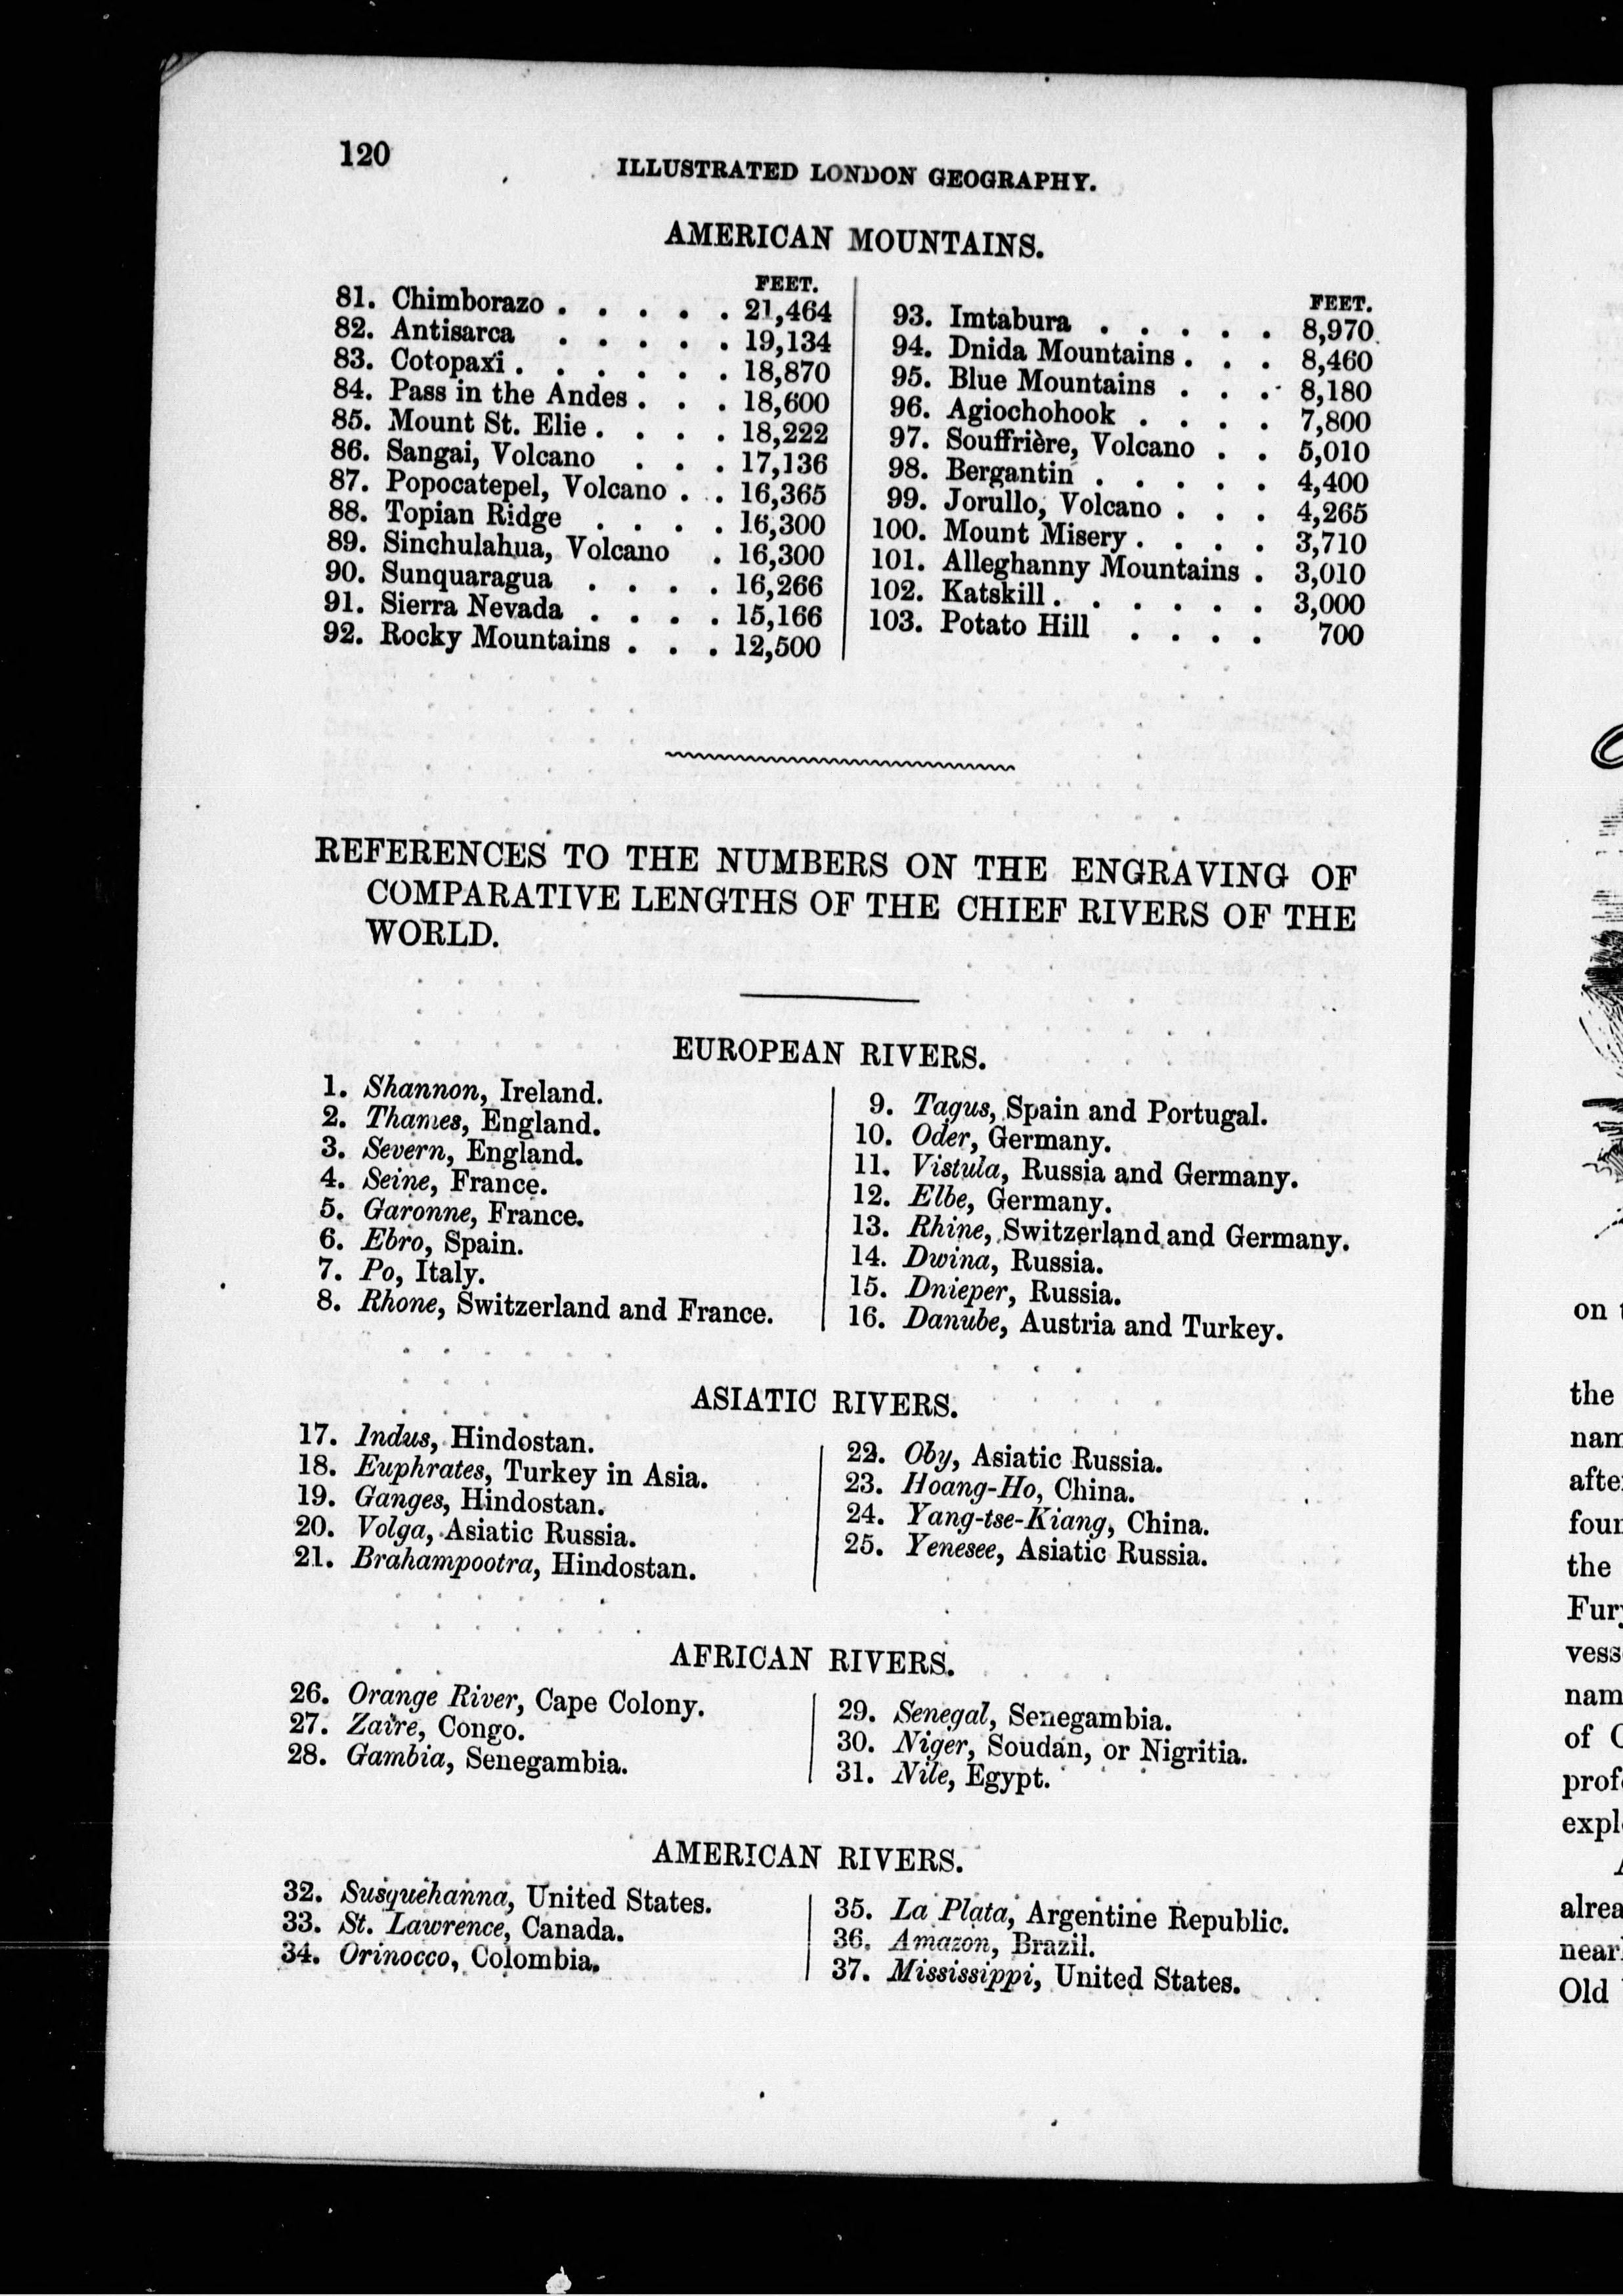 120
ILLUSTRATED LONDON GEOGRAPHY.
AMERICAN MOUNTAINS.
FEET.
81. Chimborazo . . . . . 21,464
82. Antisarca . . . . . 19,134
83. Cotopaxi . . . . . . 18,870
84. Pass in the Andes . . . 18,600
85. Mount St. Elie . . . . 18,222
86. Sangai, Volcano . . . 17,136
87. Popocatepel, Volcano . . 16,365
88. Topian Ridge . . . . 16,300
89. Sinchulahua, Volcano . 16,300
90. Sunquaragua . . . . 16,266
91. Sierra Nevada . . . . 15,166
92. Rocky Mountains . . . 12,500
FEET.
93. Imtabura . . . . . 8,970
94. Dnida Mountains . . . 8,460
95. Blue Mountains . . . 8,180
96. Agiochohook . . . . 7,800
97. Souffrière, Volcano . . 5,010
98. Bergantin . . . . . 4,400
99. Jorullo, Volcano . . . 4,265
100. Mount Misery . . . . 3,710
101. Alleghanny Mountains . 3,010
102. Katskill . . . . . . 3,000
103. Potato Hill . . . . 700
REFERENCES TO THE NUMBERS ON THE ENGRAVING OF
COMPARATIVE LENGTHS OF THE CHIEF RIVERS OF THE
WORLD.
EUROPEAN RIVERS.
1. Shannon, Ireland.
2. Thames, England.
3. Severn, England.
4. Seine, France.
5. Garonne, France.
6. Ebro, Spain.
7. Po, Italy.
8. Rhone, Switzerland and France.
9. Tagus, Spain and Portugal.
10. Oder, Germany.
11. Vistula, Russia and Germany.
12. Elbe, Germany.
13. Rhine, Switzerland and Germany.
14. Dwina, Russia.
15. Dnieper, Russia.
16. Danube, Austria and Turkey.
ASIATIC RIVERS.
17. Indus, Hindostan.
18. Euphrates, Turkey in Asia.
19. Ganges, Hindostan.
20. Volga, Asiatic Russia.
21. Brahampootra, Hindostan.
22. Oby, Asiatic Russia.
23. Hoang-Ho, China.
24. Yang-tse-Kiang, China.
25. Yenesee, Asiatic Russia.
AFRICAN RIVERS.
26. Orange River, Cape Colony.
27. Zaïre, Congo.
28. Gambia, Senegambia.
29. Senegal, Senegambia.
30. Niger, Soudan, or Nigritia.
31. Nile, Egypt.
AMERICAN RIVERS.
32. Susquehanna, United States.
33. St. Lawrence, Canada.
34. Orinocco, Colombia.
35. La Plata, Argentine Republic.
36. Amazon, Brazil.
37. Mississippi, United States.
on
the
the
of
Old